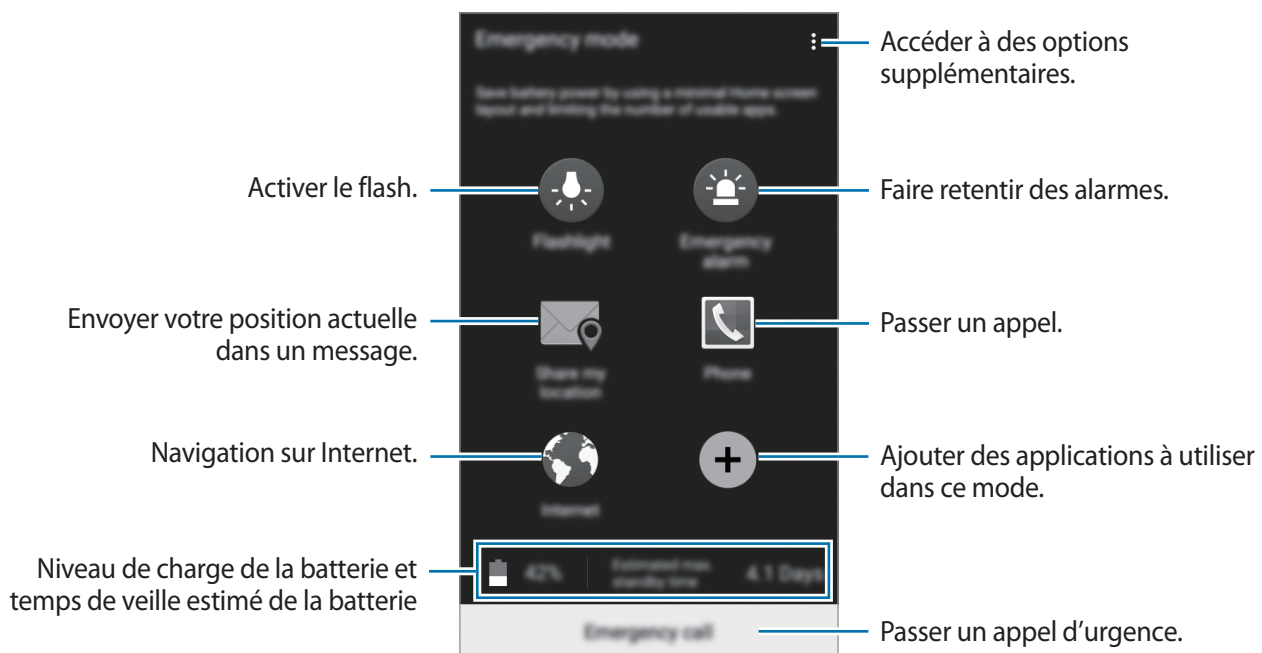 Emergency mode
Accéder à des options
supplémentaires.
Save battery power by using a minimal Home screen
layout and limiting the number of usable apps.
Activer le flash.
Faire retentir des alarmes.
Flashlight
Emergency
alarm
Envoyer votre position actuelle
dans un message.
Passer un appel.
Share my
location
Phone
Navigation sur Internet.
Ajouter des applications à utiliser
dans ce mode.
Internet
Niveau de charge de la batterie et
temps de veille estimé de la batterie
42%
Estimated max.
standby time
4.1 Days
Emergency call
Passer un appel d’urgence.